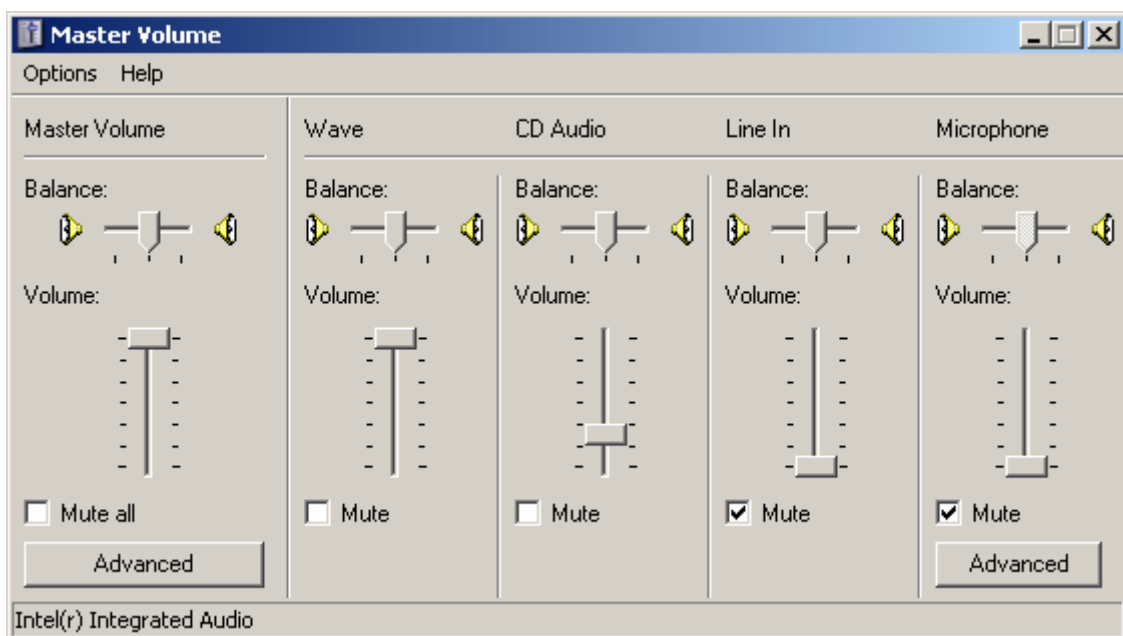 Master Volume
Options Help
Master Volume Wave CD Audio Line In Microphone
Balance: Balance: Balance: Balance: Balance:
Volume: Volume: Volume: Volume: Volume:
Mute all Mute Mute Mute Mute
Advanced Advanced
Intel(r) Integrated Audio